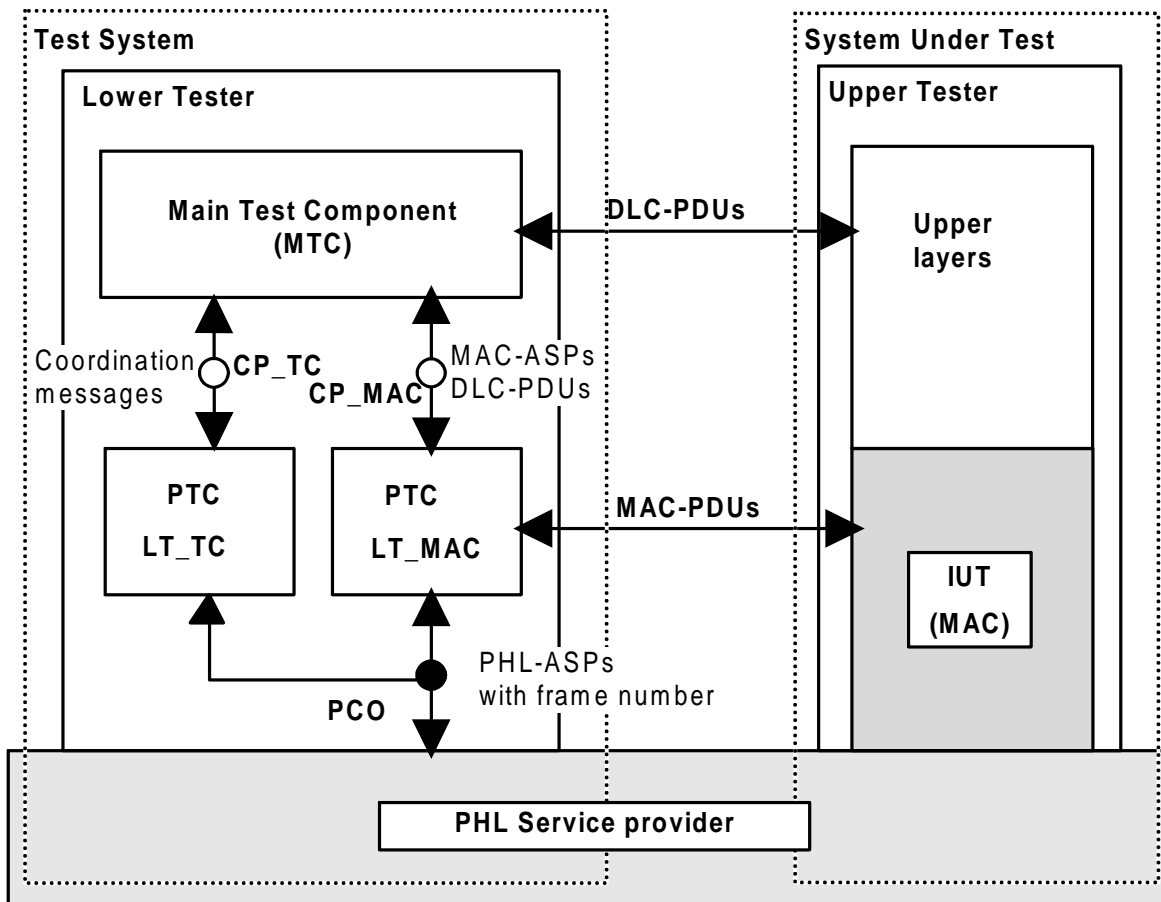 Test System
System Under Test
Lower Tester
Upper Tester
Main Test Component
(MTC)
DLC-PDUs
Upper
layers
Coordination
messages
CP_TC
CP_MAC
MAC-ASPs
DLC-PDUs
PTC
LT_TC
PTC
LT_MAC
MAC-PDUs
IUT
(MAC)
PHL-ASPs
with frame number
PCO
PHL Service provider